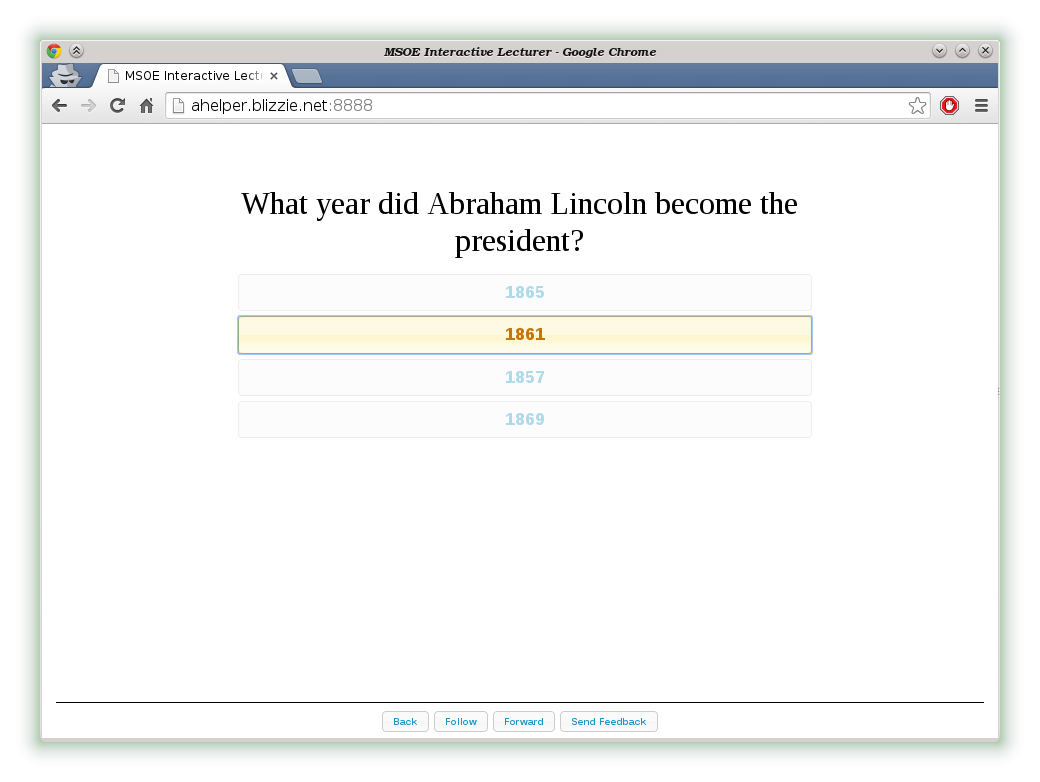 MSOE Interactive Lecturer - Google Chrome
MSOE Interactive Lect
ahelper.blizzie.net:8888
What year did Abraham Lincoln become the
president?
1865
1861
1857
1869
Back Follow Forward Send Feedback